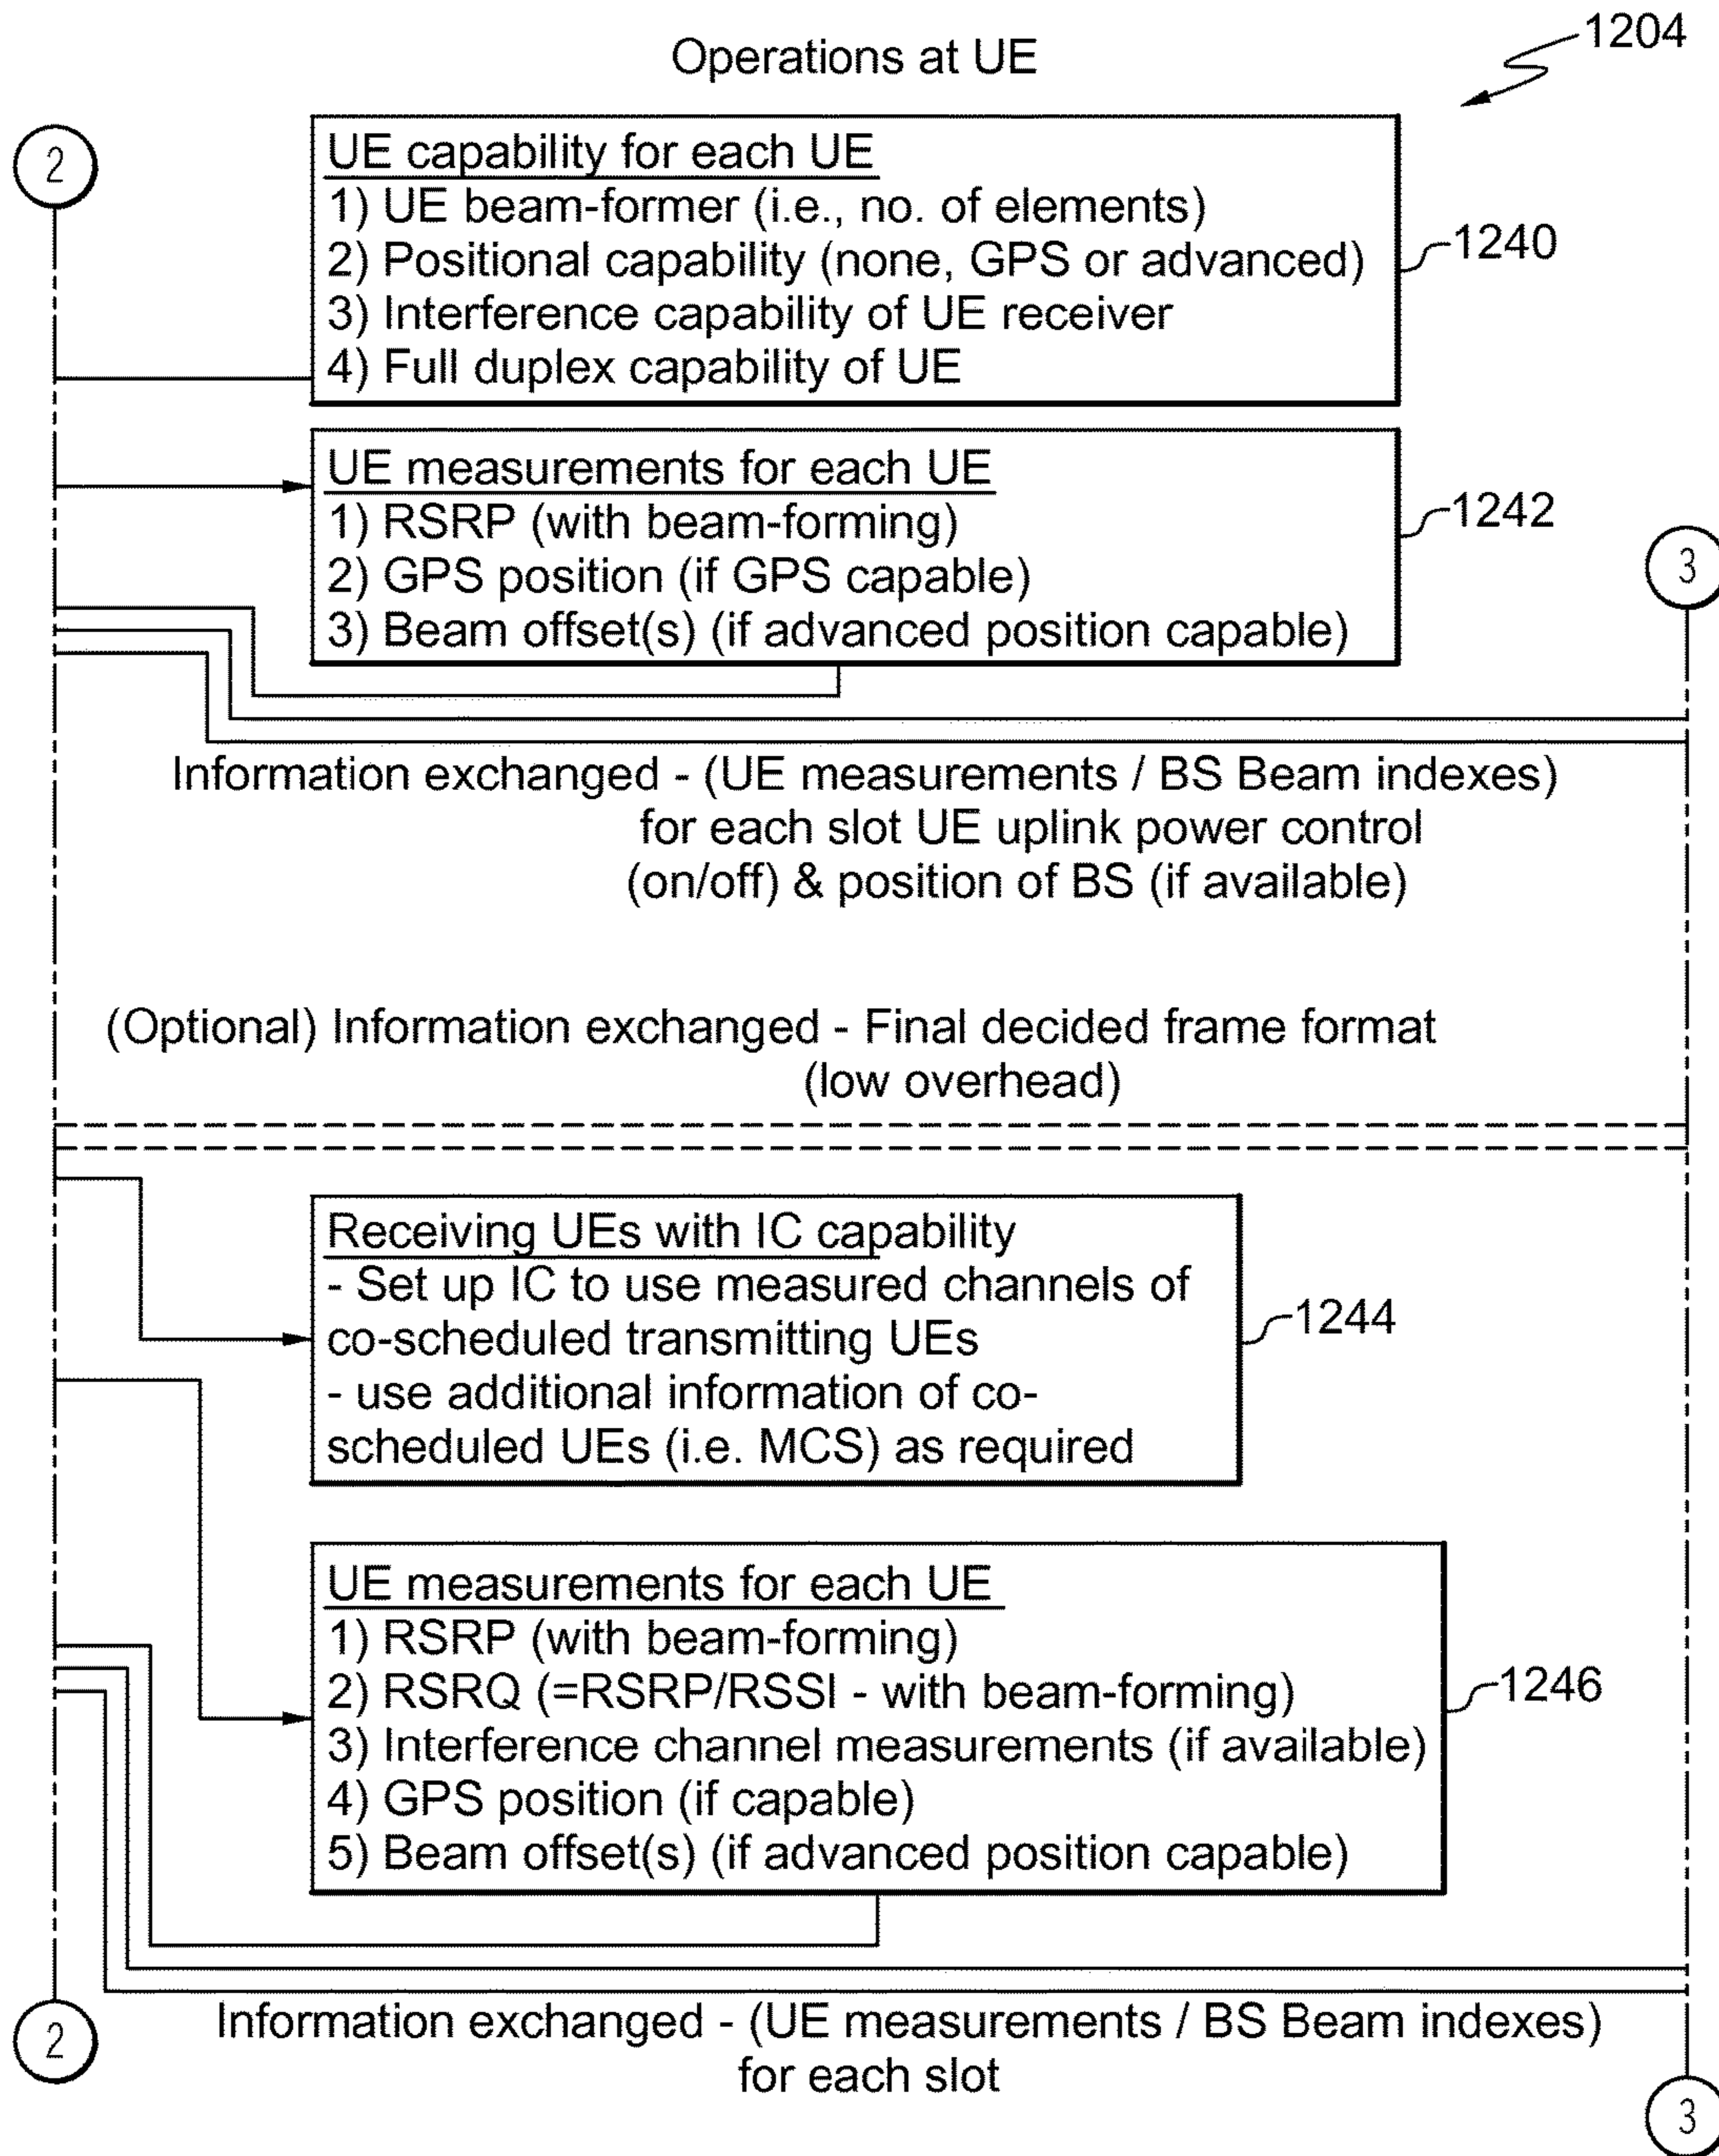 1204
Operations at UE
2
UE capability for each UE
1) UE beam-former (i.e., no. of elements)
2) Positional capability (none, GPS or advanced)
3) Interference capability of UE receiver
4) Full duplex capability of UE
1240
UE measurements for each UE
1) RSRP (with beam-forming)
2) GPS position (if GPS capable)
3) Beam offset(s) (if advanced position capable)
1242
3
Information exchanged - (UE measurements / BS Beam indexes)
for each slot UE uplink power control
(on/off) & position of BS (if available)
(Optional) Information exchanged - Final decided frame format
(low overhead)
Receiving UEs with IC capability
- Set up IC to use measured channels of
co-scheduled transmitting UEs
- use additional information of co-
scheduled UEs (i.e. MCS) as required
1244
UE measurements for each UE
1) RSRP (with beam-forming)
2) RSRQ (=RSRP/RSSI - with beam-forming)
3) Interference channel measurements (if available)
4) GPS position (if capable)
5) Beam offset(s) (if advanced position capable)
1246
2
Information exchanged - (UE measurements / BS Beam indexes)
for each slot
3